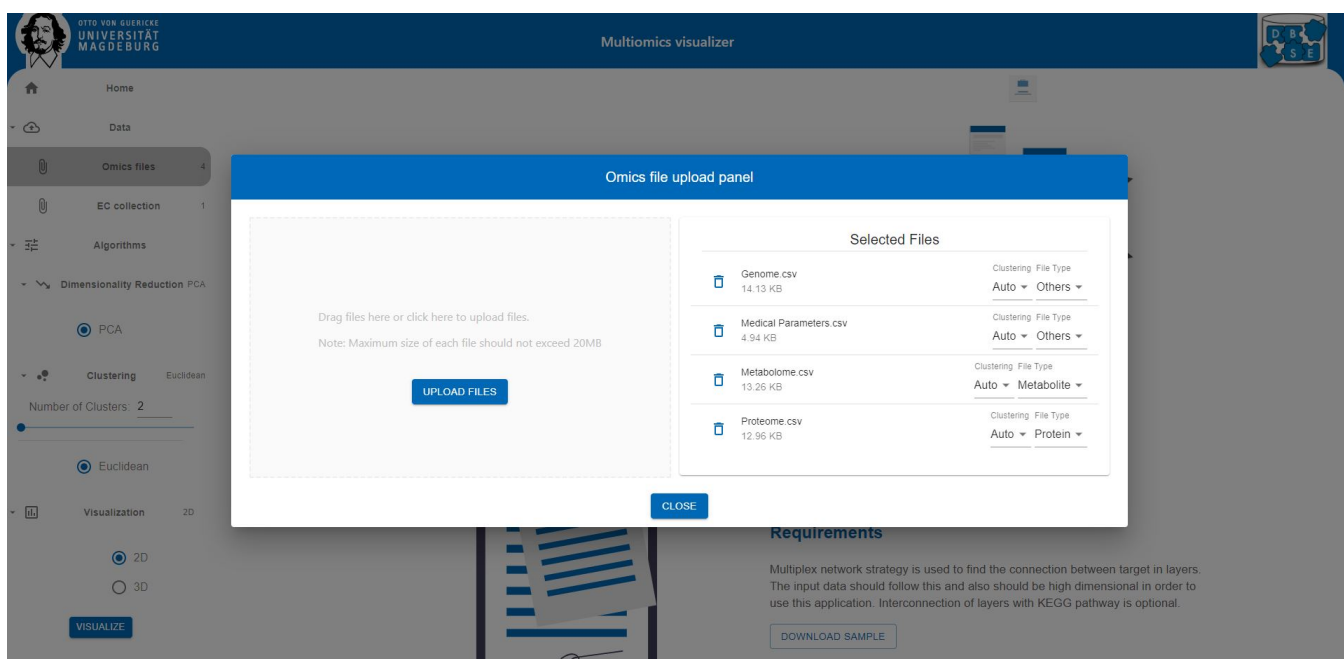 OTTO VON GUERICKE
UNIVERSITÄT
MAGDEBURG
Multiomics visualizer
D B
S E
Home
Data
Omics files 4
EC collection 1
Algorithms
Dimensionality Reduction PCA
PCA
Clustering Euclidean
Number of Clusters: 2
Euclidean
Visualization 2D
2D
3D
VISUALIZE
Omics file upload panel
Drag files here or click here to upload files.
Note: Maximum size of each file should not exceed 20MB
UPLOAD FILES
Selected Files
Genome.csv
14.13 KB
Clustering File Type
Auto Others
Medical Parameters.csv
4.94 KB
Clustering File Type
Auto Others
Metabolome.csv
13.26 KB
Clustering File Type
Auto Metabolite
Proteome.csv
12.96 KB
Clustering File Type
Auto Protein
CLOSE
Requirements
Multiplex network strategy is used to find the connection between target in layers.
The input data should follow this and also should be high dimensional in order to
use this application. Interconnection of layers with KEGG pathway is optional.
DOWNLOAD SAMPLE